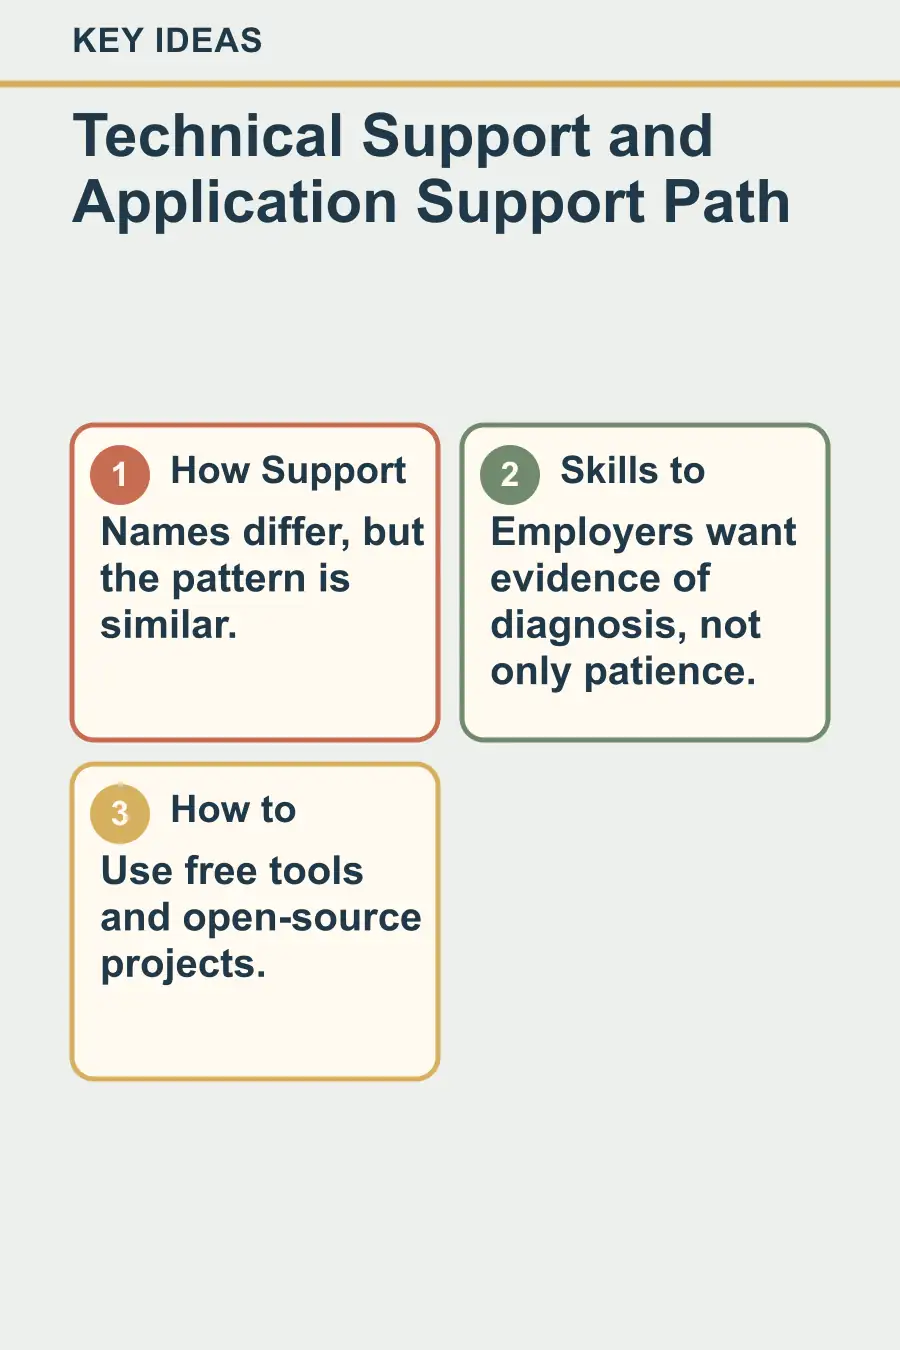 KEY IDEAS
Technical Support and
Application Support Path
1 How Support
Names differ, but
the pattern is
similar.
2 Skills to
Employers want
evidence of
diagnosis, not
only patience.
3 How to
Use free tools
and open-source
projects.